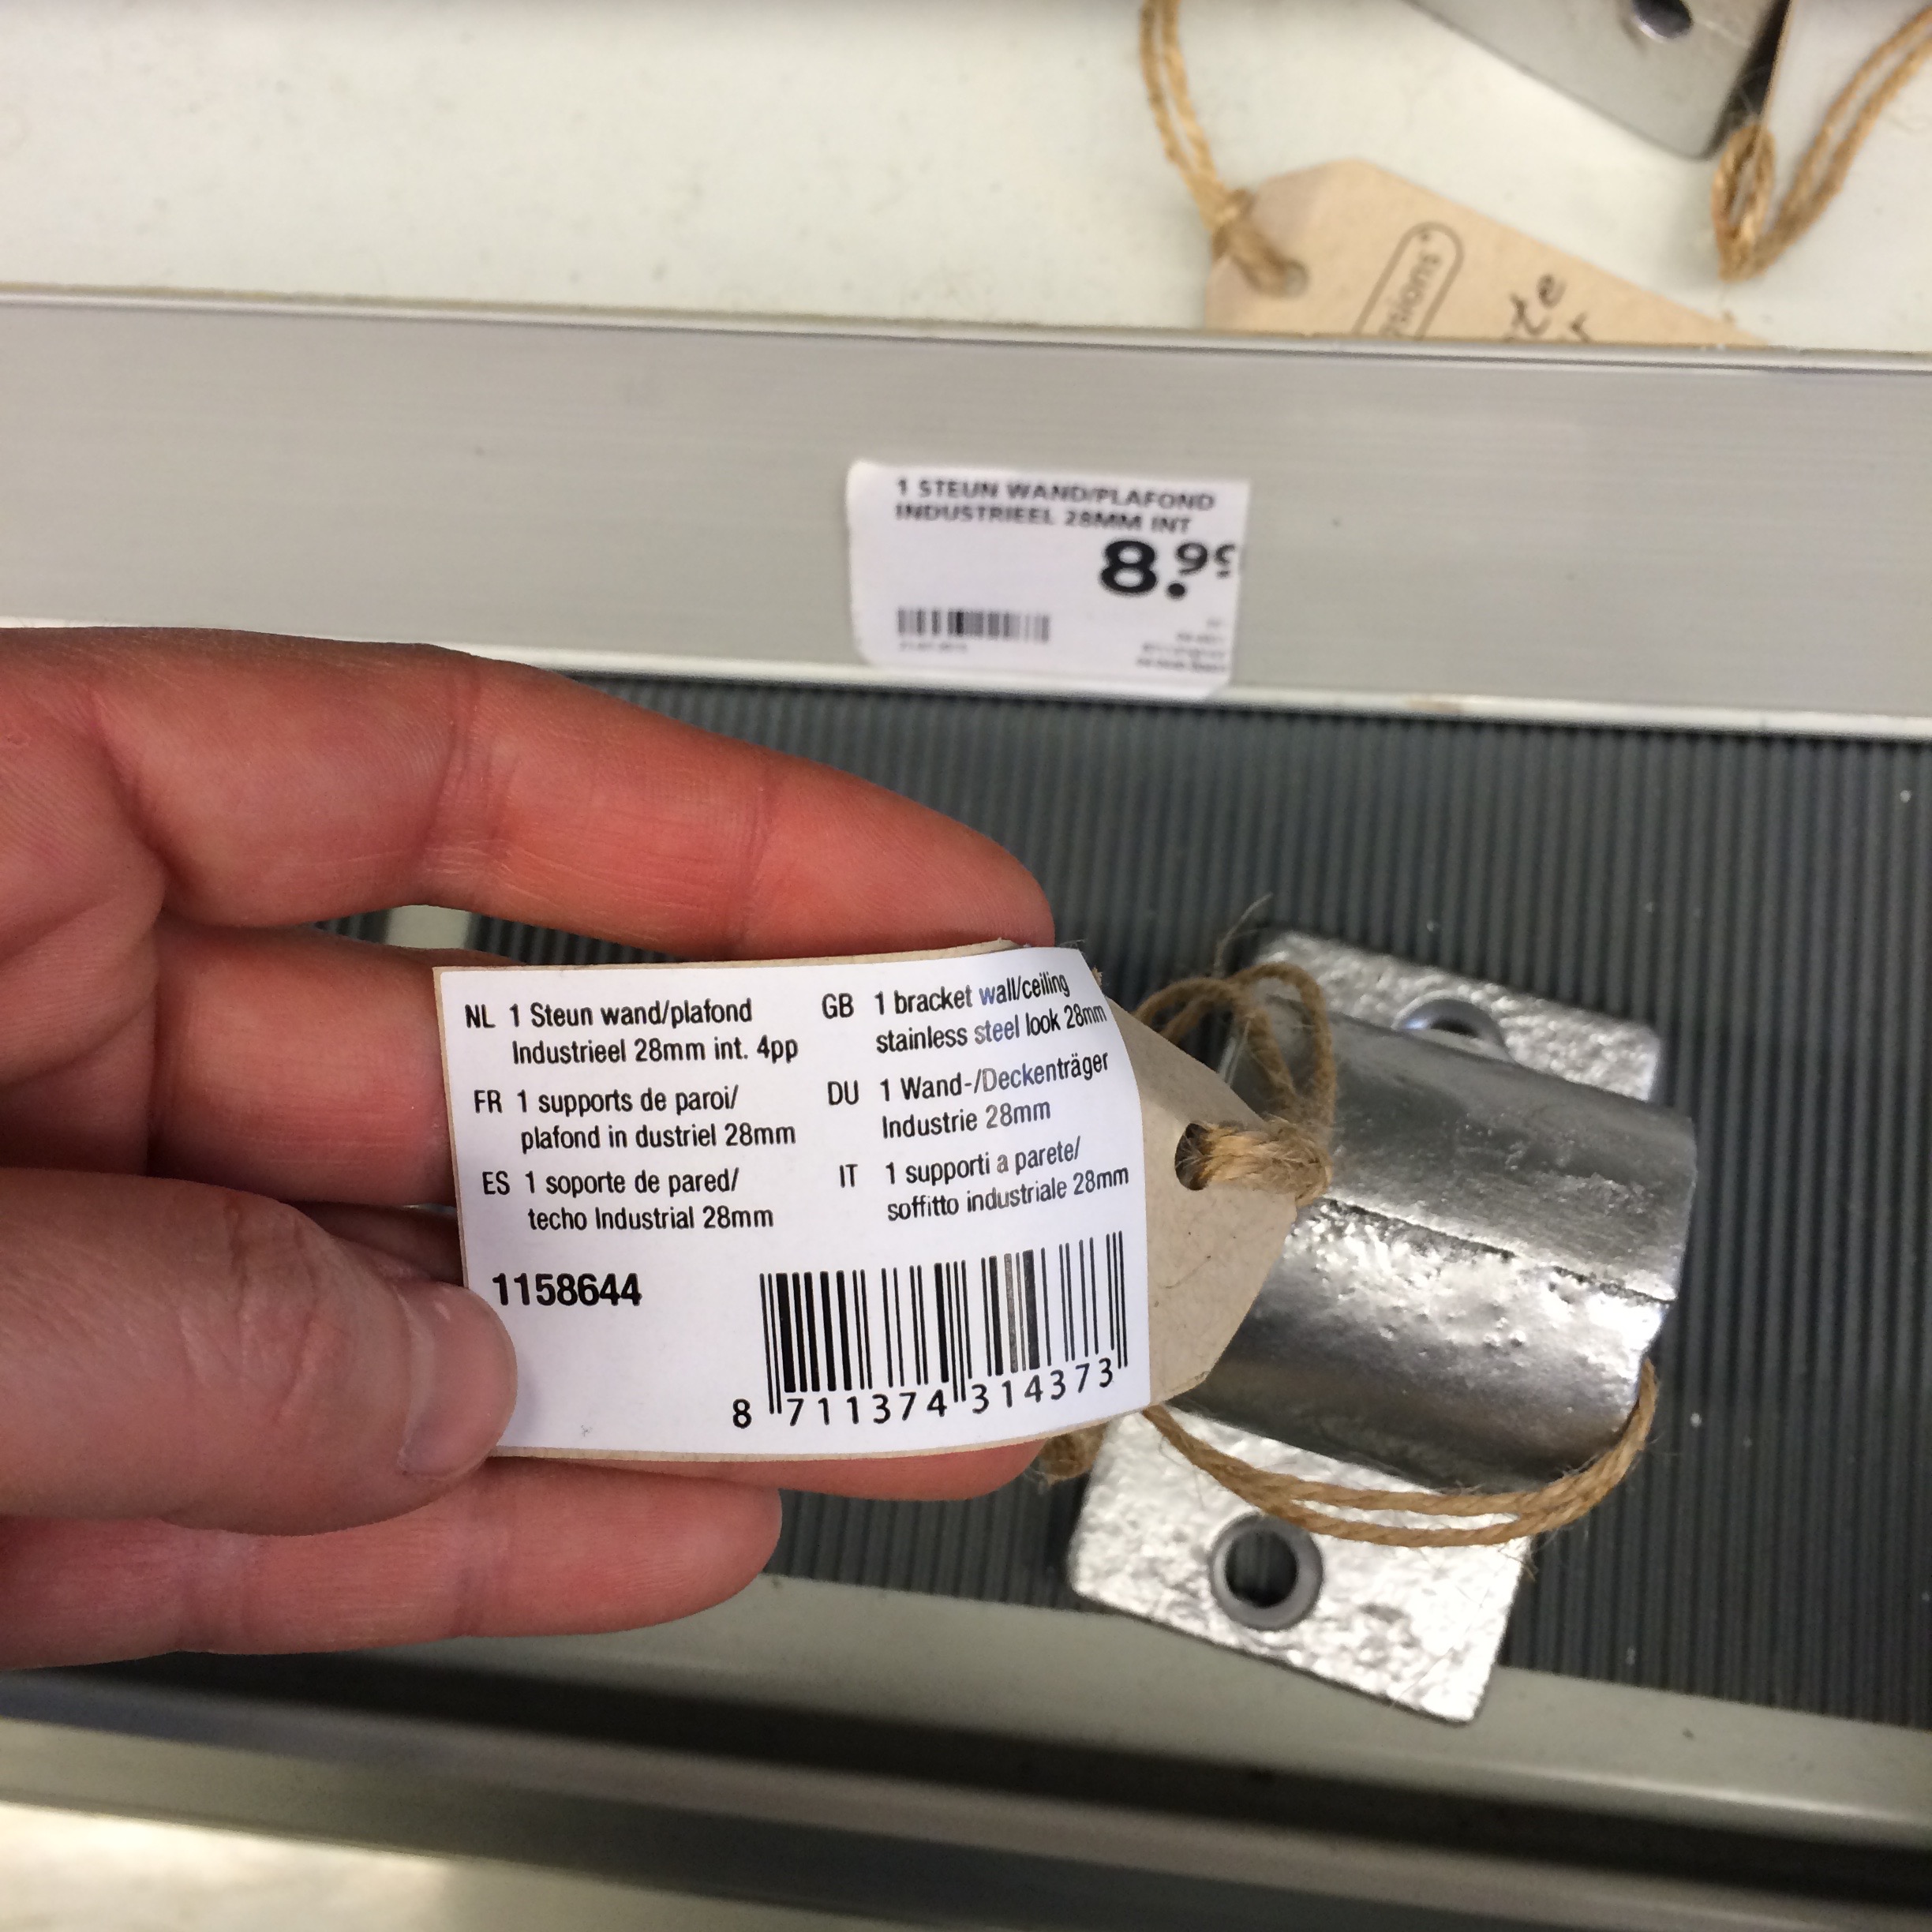 1 STEUN WAND/PLAFOND
INDUSTRIEEL 28MM INT
8.99
NL 1 Steun wand/plafond
Industrieel 28mm int. 4pp
FR 1 supports de paroi/
plafond in dustriel 28mm
ES 1 soporte de pared/
techo Industrial 28mm
GB 1 bracket wall/ceiling
stainless steel look 28mm
DU 1 Wand-/Deckenträger
Industrie 28mm
IT 1 supporti a parete/
soffitto industriale 28mm
1158644
8 711374 314373